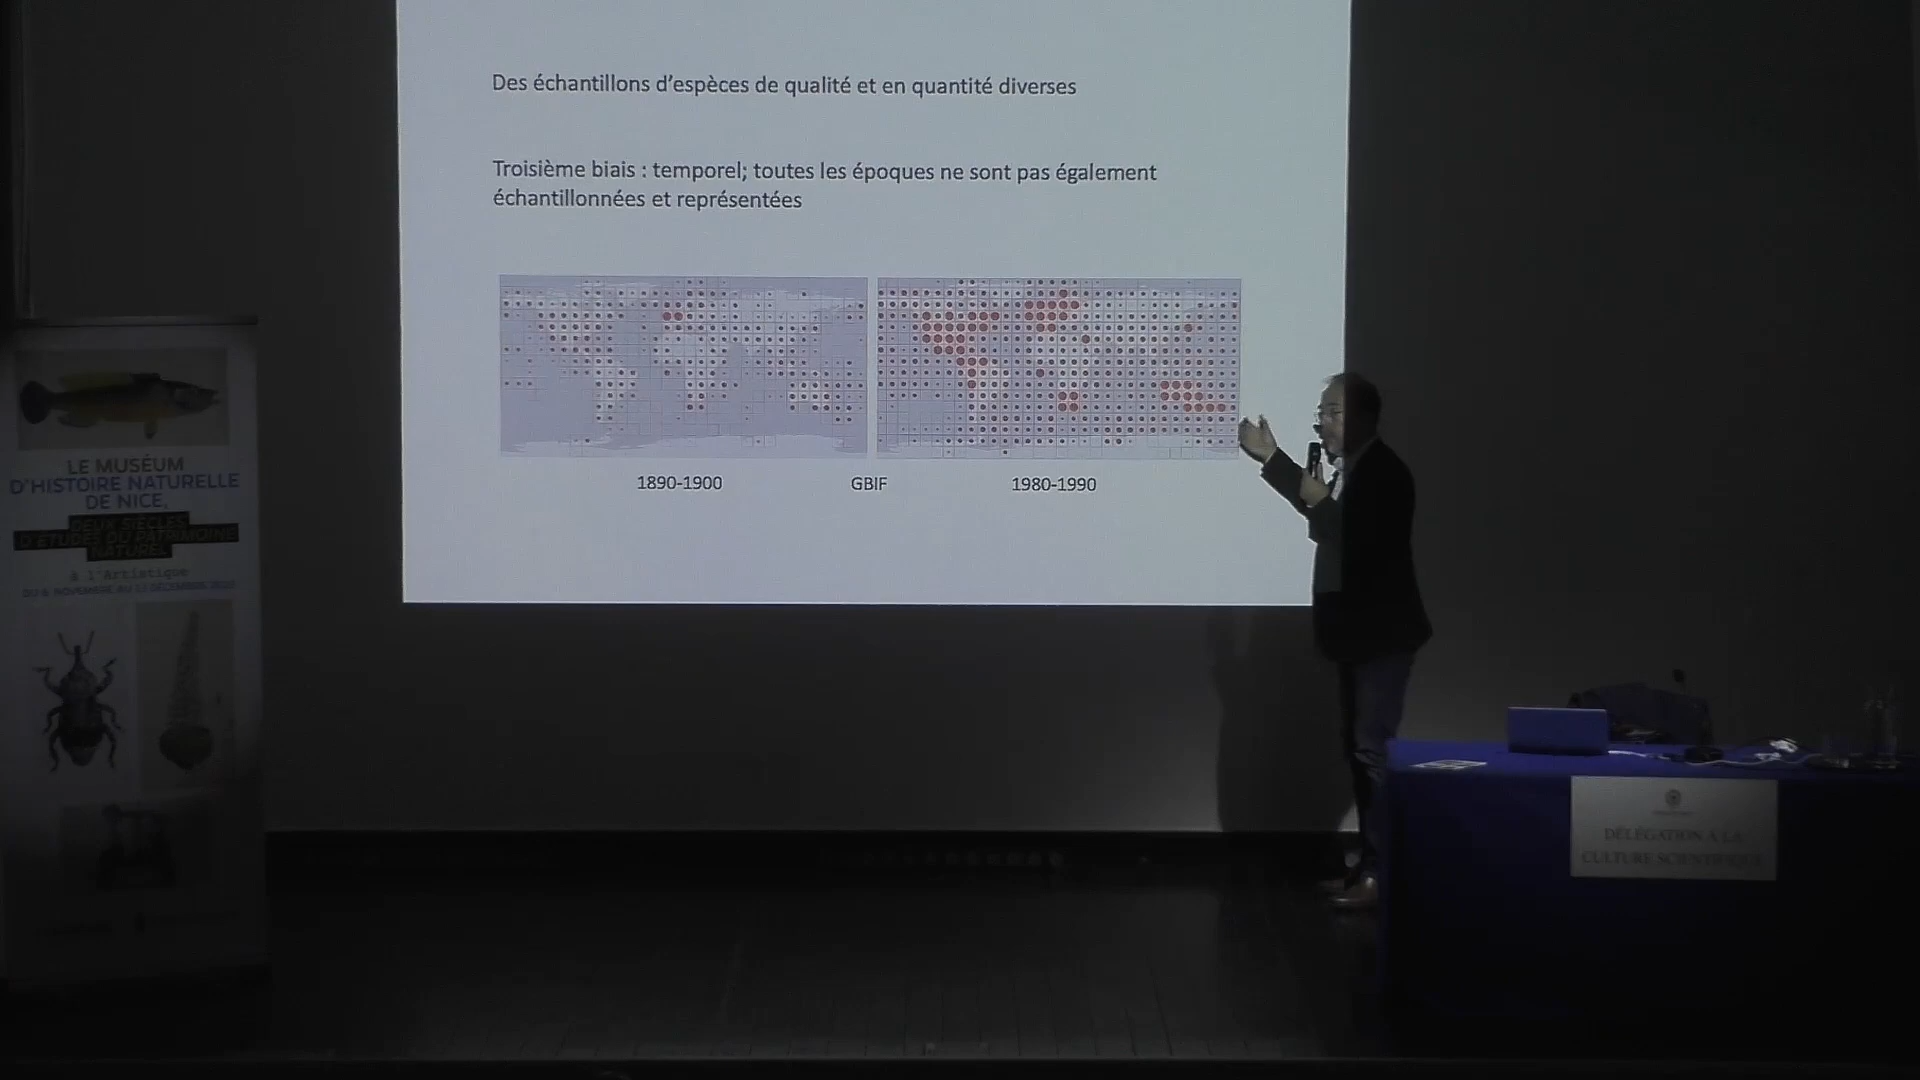 Des échantillons d'espèces de qualité et en quantité diverses
Troisième biais : temporel; toutes les époques ne sont pas également
échantillonnées et représentées
1890-1900
GBIF
1980-1990
LE MUSÉUM
D'HISTOIRE NATURELLE
DE NICE,
DEUX SIÈCLES
D'ÉTUDES DU PATRIMOINE
NATUREL
à l'Artistique
DÉLÉGATION A LA
CULTURE SCIENTIFIQUE